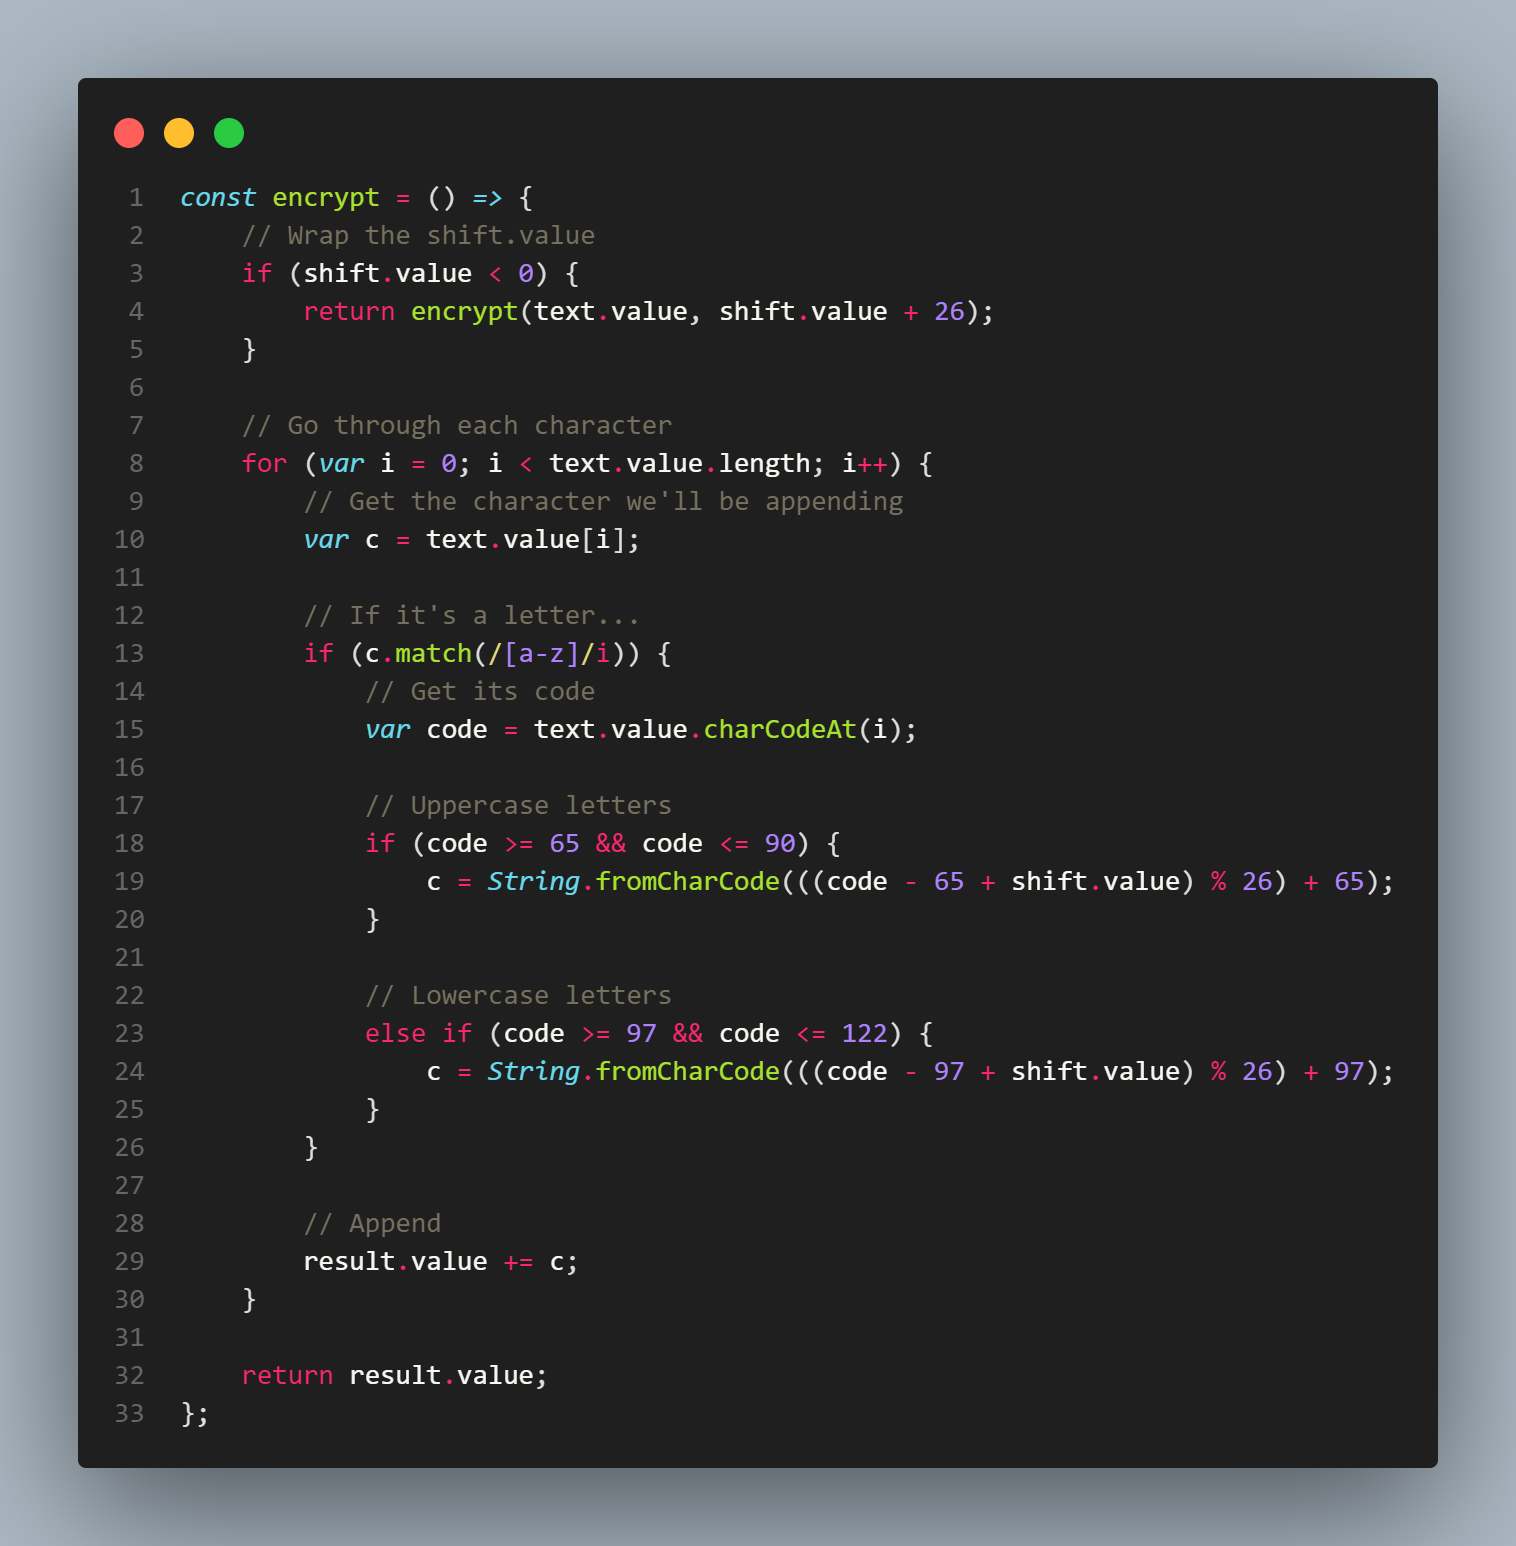 1 const encrypt = () => {
2     // Wrap the shift.value
3     if (shift.value < 0) {
4         return encrypt(text.value, shift.value + 26);
5     }
6
7     // Go through each character
8     for (var i = 0; i < text.value.length; i++) {
9         // Get the character we'll be appending
10         var c = text.value[i];
11
12         // If it's a letter...
13         if (c.match(/[a-z]/i)) {
14             // Get its code
15             var code = text.value.charCodeAt(i);
16
17             // Uppercase letters
18             if (code >= 65 && code <= 90) {
19                 c = String.fromCharCode(((code - 65 + shift.value) % 26) + 65);
20             }
21
22             // Lowercase letters
23             else if (code >= 97 && code <= 122) {
24                 c = String.fromCharCode(((code - 97 + shift.value) % 26) + 97);
25             }
26         }
27
28         // Append
29         result.value += c;
30     }
31
32     return result.value;
33 };